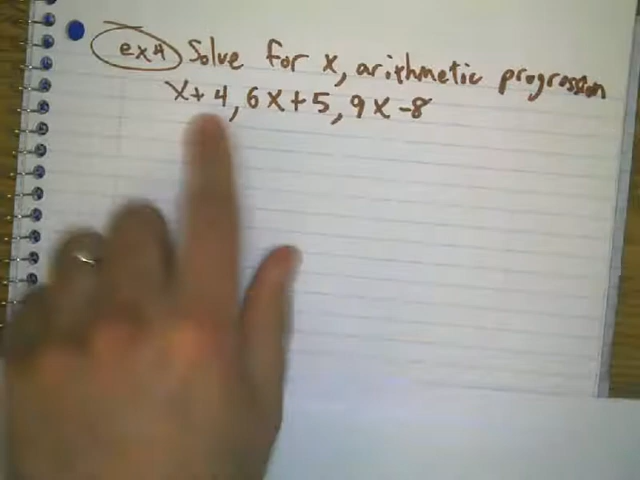 ex4 Solve for x, arithmetic progression
x+4, 6x+5, 9x-8